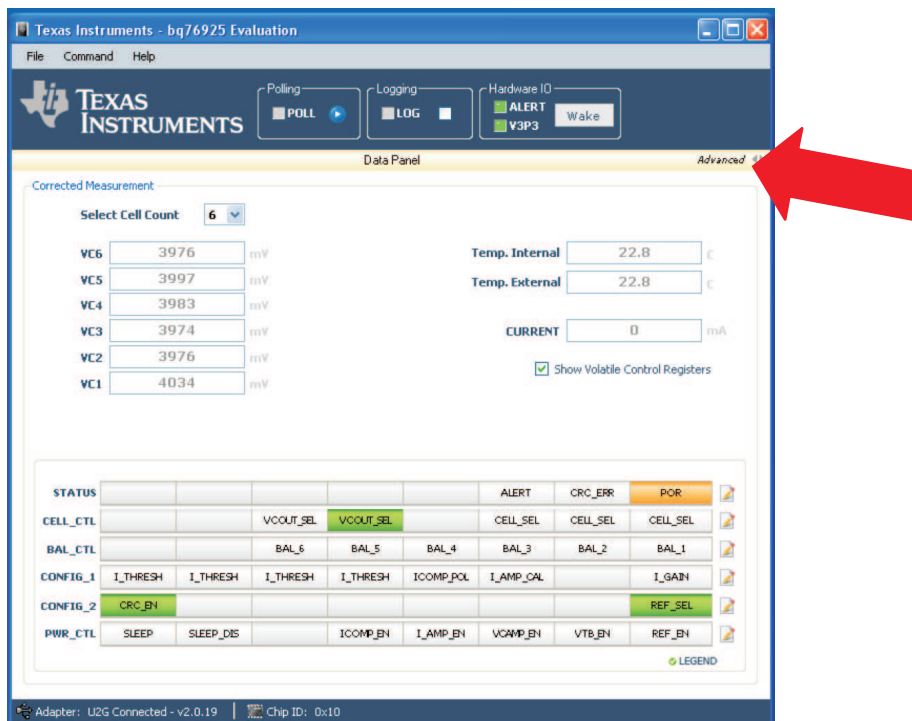 Texas Instruments - bq76925 Evaluation
File Command Help
TEXAS INSTRUMENTS
Polling
POLL
Logging
LOG
Hardware IO
ALERT
V3P3
Wake
Data Panel
Advanced
Corrected Measurement
Select Cell Count 6
VC6 3976 mV
VC5 3997 mV
VC4 3983 mV
VC3 3974 mV
VC2 3976 mV
VC1 4034 mV
Temp. Internal 22.8 C
Temp. External 22.8 C
CURRENT 0 mA
Show Volatile Control Registers
STATUS ALERT CRC_ERR POR
CELL_CTL VCOUT_SEL VCOUT_SEL CELL_SEL CELL_SEL CELL_SEL
BAL_CTL BAL_6 BAL_5 BAL_4 BAL_3 BAL_2 BAL_1
CONFIG_1 I_THRESH I_THRESH I_THRESH I_THRESH ICOMP_POL I_AMP_CAL I_GAIN
CONFIG_2 CRC_EN REF_SEL
PWR_CTL SLEEP SLEEP_DIS ICOMP_EN I_AMP_EN VCAMP_EN VTB_EN REF_EN
LEGEND
Adapter: U2G Connected - v2.0.19 Chip ID: 0x10